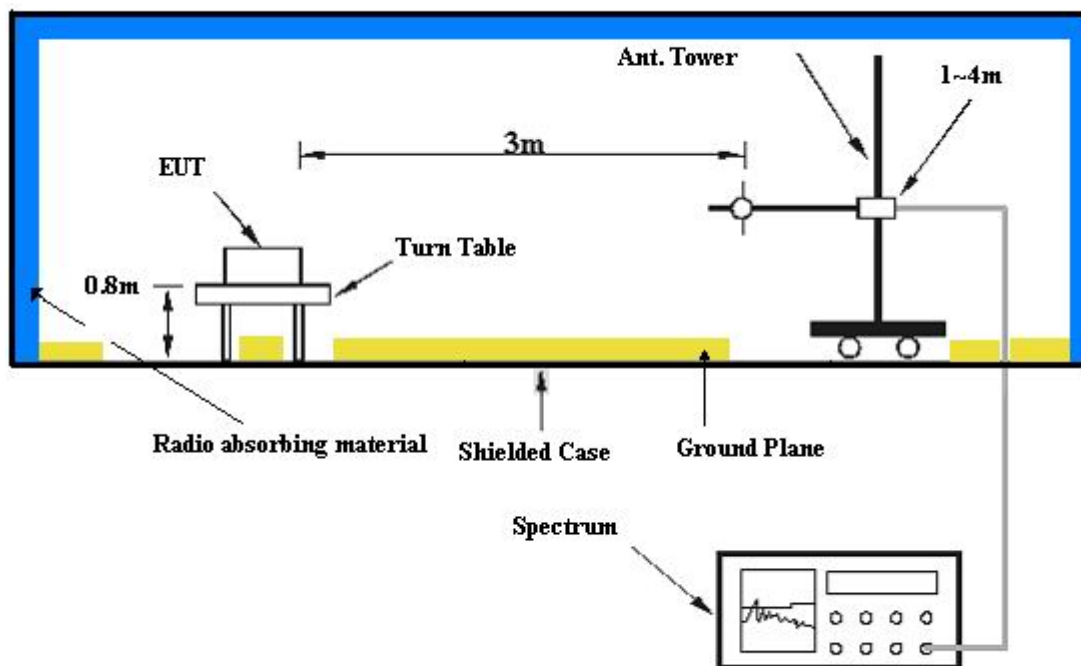 Ant. Tower
1~4m
3m
EUT
Turn Table
0.8m
Radio absorbing material
Shielded Case
Ground Plane
Spectrum